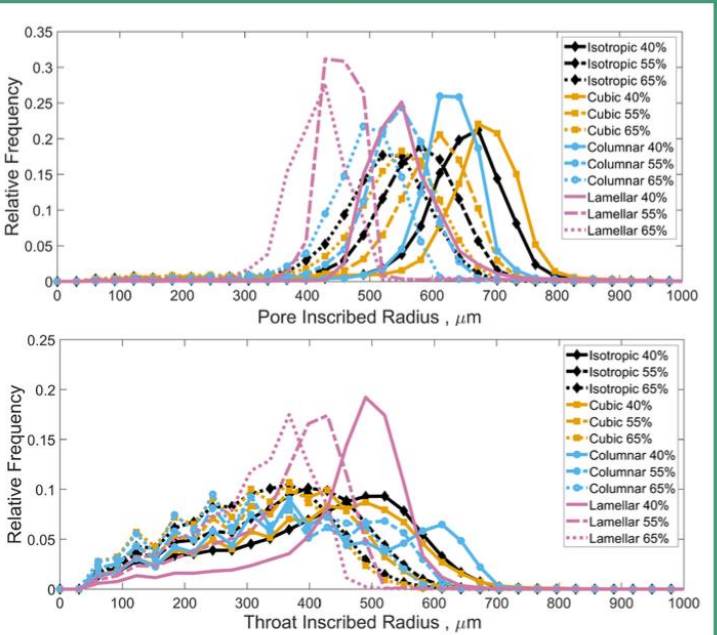 0.35
0.3
0.25
0.2
0.15
0.1
0.05
0
Relative Frequency
Isotropic 40%
Isotropic 55%
Isotropic 65%
Cubic 40%
Cubic 55%
Cubic 65%
Columnar 40%
Columnar 55%
Columnar 65%
Lamellar 40%
Lamellar 55%
Lamellar 65%
0 100 200 300 400 500 600 700 800 900 1000
Pore Inscribed Radius , μm
0.25
0.2
0.15
0.1
0.05
0
Relative Frequency
Isotropic 40%
Isotropic 55%
Isotropic 65%
Cubic 40%
Cubic 55%
Cubic 65%
Columnar 40%
Columnar 55%
Columnar 65%
Lamellar 40%
Lamellar 55%
Lamellar 65%
0 100 200 300 400 500 600 700 800 900 1000
Throat Inscribed Radius , μm